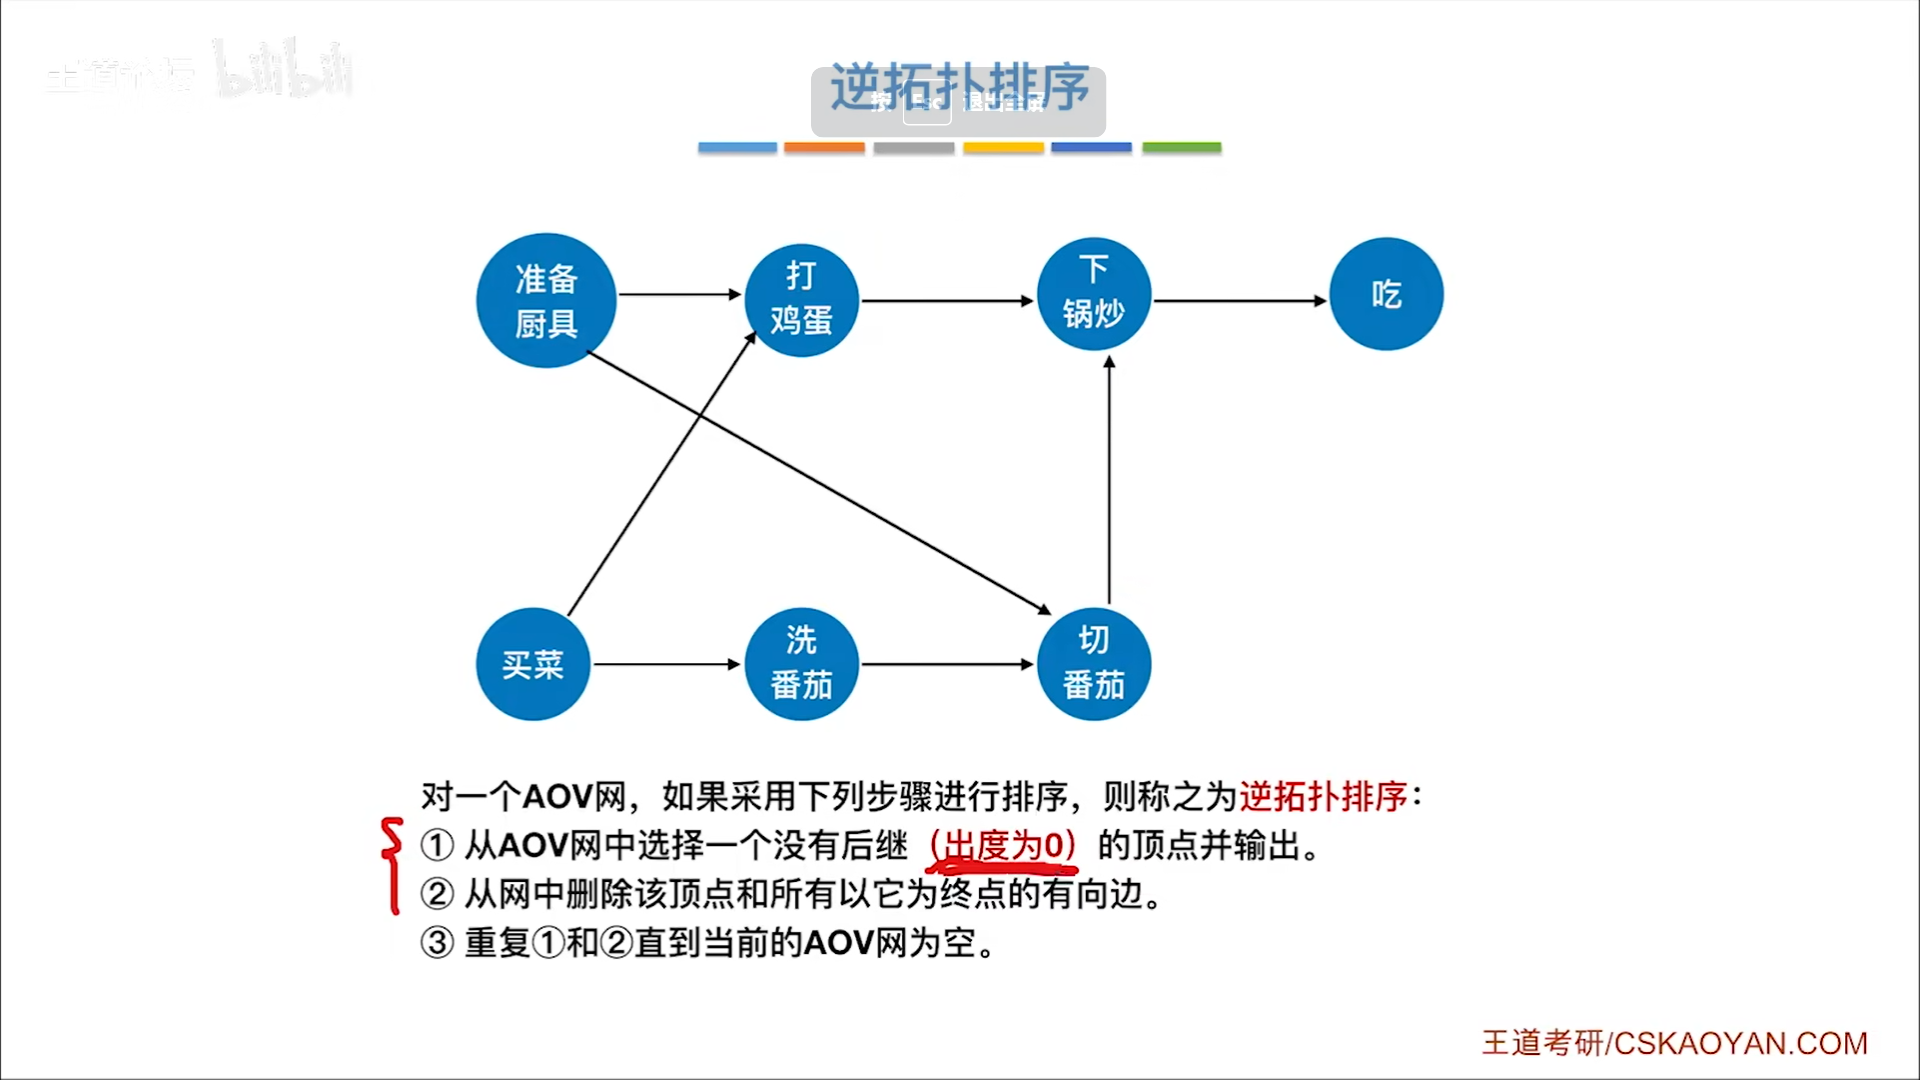 王道论坛 bilibili
逆拓扑排序
按 Esc 退出全屏
准备
厨具
打
鸡蛋
下
锅炒
吃
买菜
洗
番茄
切
番茄
对一个AOV网，如果采用下列步骤进行排序，则称之为逆拓扑排序：
① 从AOV网中选择一个没有后继（出度为0）的顶点并输出。
② 从网中删除该顶点和所有以它为终点的有向边。
③ 重复①和②直到当前的AOV网为空。
王道考研/CSKAOYAN.COM